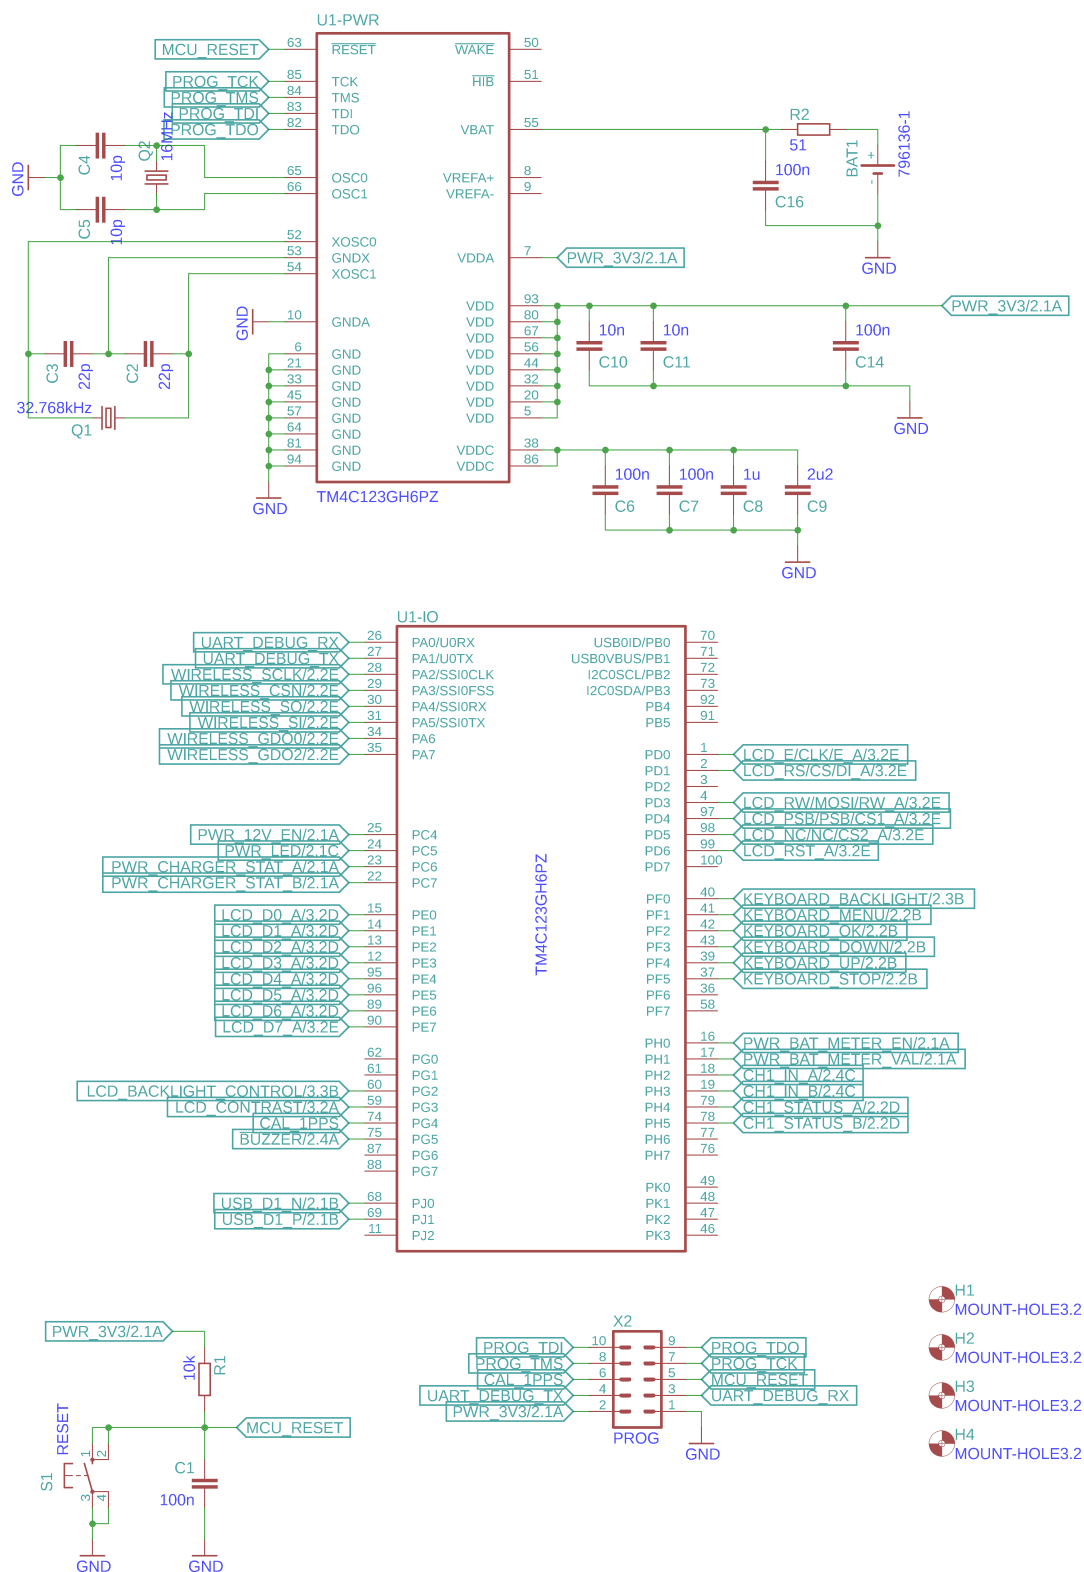 U1-PWR
MCU_RESET 63 RESET WAKE 50
PROG_TCK 85 TCK HIB 51
PROG_TMS 84 TMS
PROG_TDI 83 TDI
PROG_TDO 82 TDO VBAT 55
R2 51
BAT1 796136-1 + -
100n C16
GND
C4 10p Q2 16MHz
GND
C5 10p
65 OSC0 VREFA+ 8
66 OSC1 VREFA- 9
52 XOSC0
53 GNDX VDDA 7 PWR_3V3/2.1A
54 XOSC1
GND 10 GNDA
VDD 93 PWR_3V3/2.1A
VDD 80
VDD 67
6 GND VDD 56
21 GND VDD 44
33 GND VDD 32
45 GND VDD 20
57 GND VDD 5
64 GND
81 GND VDDC 38
94 GND VDDC 86
10n C10
10n C11
100n C14
GND
C3 22p C2 22p
32.768kHz
Q1
GND
TM4C123GH6PZ
100n C6
100n C7
1u C8
2u2 C9
GND
U1-IO
UART_DEBUG_RX 26 PA0/U0RX USB0ID/PB0 70
UART_DEBUG_TX 27 PA1/U0TX USB0VBUS/PB1 71
WIRELESS_SCLK/2.2E 28 PA2/SSI0CLK I2C0SCL/PB2 72
WIRELESS_CSN/2.2E 29 PA3/SSI0FSS I2C0SDA/PB3 73
WIRELESS_SO/2.2E 30 PA4/SSI0RX PB4 92
WIRELESS_SI/2.2E 31 PA5/SSI0TX PB5 91
WIRELESS_GDO0/2.2E 34 PA6
WIRELESS_GDO2/2.2E 35 PA7 PD0 1 LCD_E/CLK/E_A/3.2E
PD1 2 LCD_RS/CS/DI_A/3.2E
PD2 3
PD3 4 LCD_RW/MOSI/RW_A/3.2E
PD4 97 LCD_PSB/PSB/CS1_A/3.2E
PWR_12V_EN/2.1A 25 PC4 PD5 98 LCD_NC/NC/CS2_A/3.2E
PWR_LED/2.1C 24 PC5 PD6 99 LCD_RST_A/3.2E
PWR_CHARGER_STAT_A/2.1A 23 PC6 PD7 100
PWR_CHARGER_STAT_B/2.1A 22 PC7
TM4C123GH6PZ
PF0 40 KEYBOARD_BACKLIGHT/2.3B
LCD_D0_A/3.2D 15 PE0 PF1 41 KEYBOARD_MENU/2.2B
LCD_D1_A/3.2D 14 PE1 PF2 42 KEYBOARD_OK/2.2B
LCD_D2_A/3.2D 13 PE2 PF3 43 KEYBOARD_DOWN/2.2B
LCD_D3_A/3.2D 12 PE3 PF4 39 KEYBOARD_UP/2.2B
LCD_D4_A/3.2D 95 PE4 PF5 37 KEYBOARD_STOP/2.2B
LCD_D5_A/3.2D 96 PE5 PF6 36
LCD_D6_A/3.2D 89 PE6 PF7 58
LCD_D7_A/3.2E 90 PE7
PH0 16 PWR_BAT_METER_EN/2.1A
62 PG0 PH1 17 PWR_BAT_METER_VAL/2.1A
61 PG1 PH2 18 CH1_IN_A/2.4C
LCD_BACKLIGHT_CONTROL/3.3B 60 PG2 PH3 19 CH1_IN_B/2.4C
LCD_CONTRAST/3.2A 59 PG3 PH4 79 CH1_STATUS_A/2.2D
CAL_1PPS 74 PG4 PH5 78 CH1_STATUS_B/2.2D
BUZZER/2.4A 75 PG5 PH6 77
87 PG6 PH7 76
88 PG7
PK0 49
USB_D1_N/2.1B 68 PJ0 PK1 48
USB_D1_P/2.1B 69 PJ1 PK2 47
11 PJ2 PK3 46
PWR_3V3/2.1A
10k R1
MCU_RESET
RESET
S1 1 2 3 4
C1
100n
GND
GND
X2
PROG_TDI 10 9 PROG_TDO
PROG_TMS 8 7 PROG_TCK
CAL_1PPS 6 5 MCU_RESET
UART_DEBUG_TX 4 3 UART_DEBUG_RX
PWR_3V3/2.1A 2 1
PROG
GND
H1
MOUNT-HOLE3.2
H2
MOUNT-HOLE3.2
H3
MOUNT-HOLE3.2
H4
MOUNT-HOLE3.2